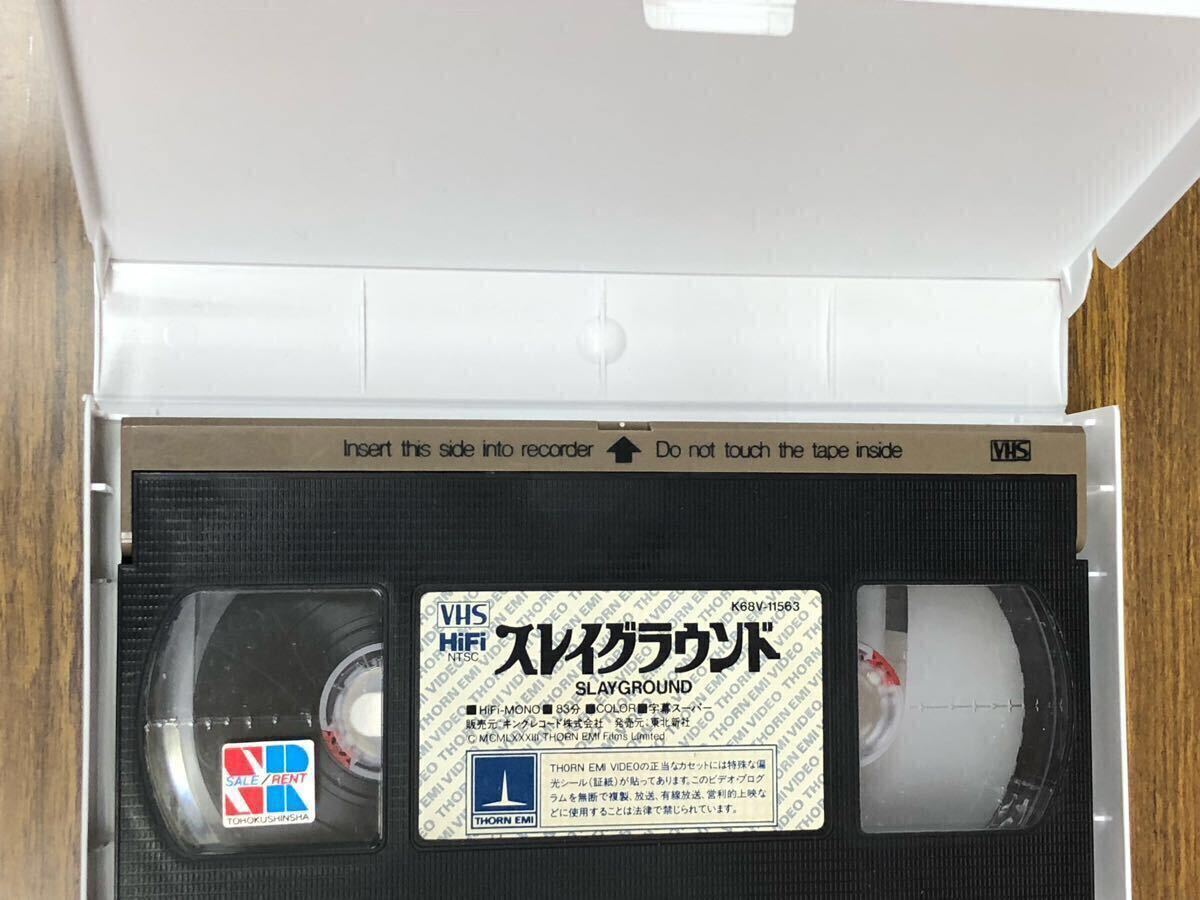 Insert this side into recorder Do not touch the tape inside VHS
VHS
HiFi
NTSC
K68V-11563
スレイグラウンド
SLAYGROUND
■HiFi-MONO■83分■COLOR■字幕スーパー
販売元:キングレコード株式会社 発売元:東北新社
© MCMLXXXIII THORN EMI Films Limited
THORN EMI VIDEOの正当なカセットには特殊な偏
光シール(証紙)が貼ってあります。このビデオ・プログ
ラムを無断で複製、放送、有線放送、営利的上映な
どに使用することは法律で禁じられています。
THORN EMI
SALE/RENT
TOHOKUSHINSHA